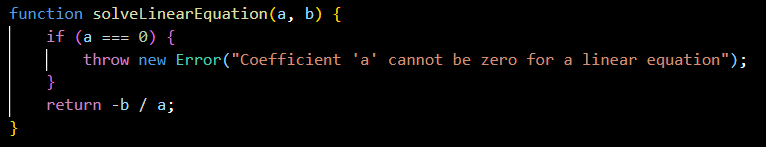 function solveLinearEquation(a, b) {
    if (a === 0) {
        throw new Error("Coefficient 'a' cannot be zero for a linear equation");
    }
    return -b / a;
}